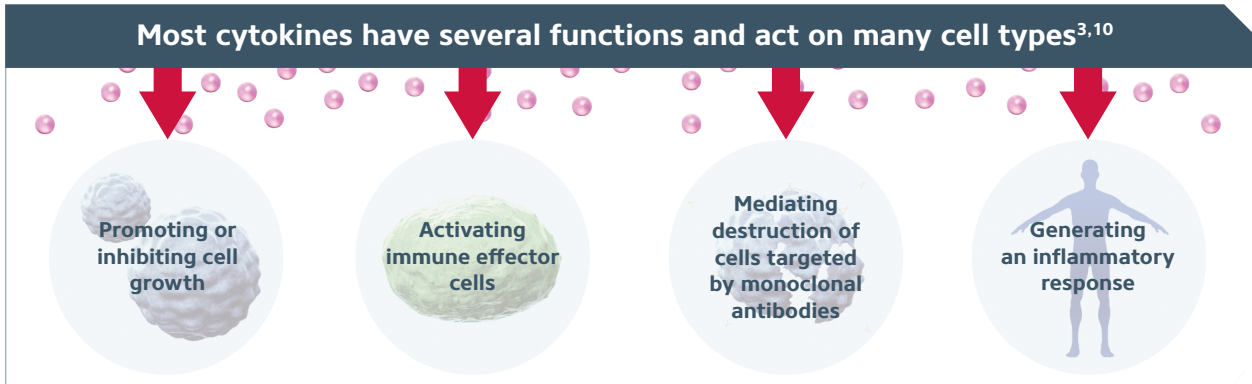 Most cytokines have several functions and act on many cell types3,10
Promoting or
inhibiting cell
growth
Activating
immune effector
cells
Mediating
destruction of
cells targeted
by monoclonal
antibodies
Generating
an inflammatory
response